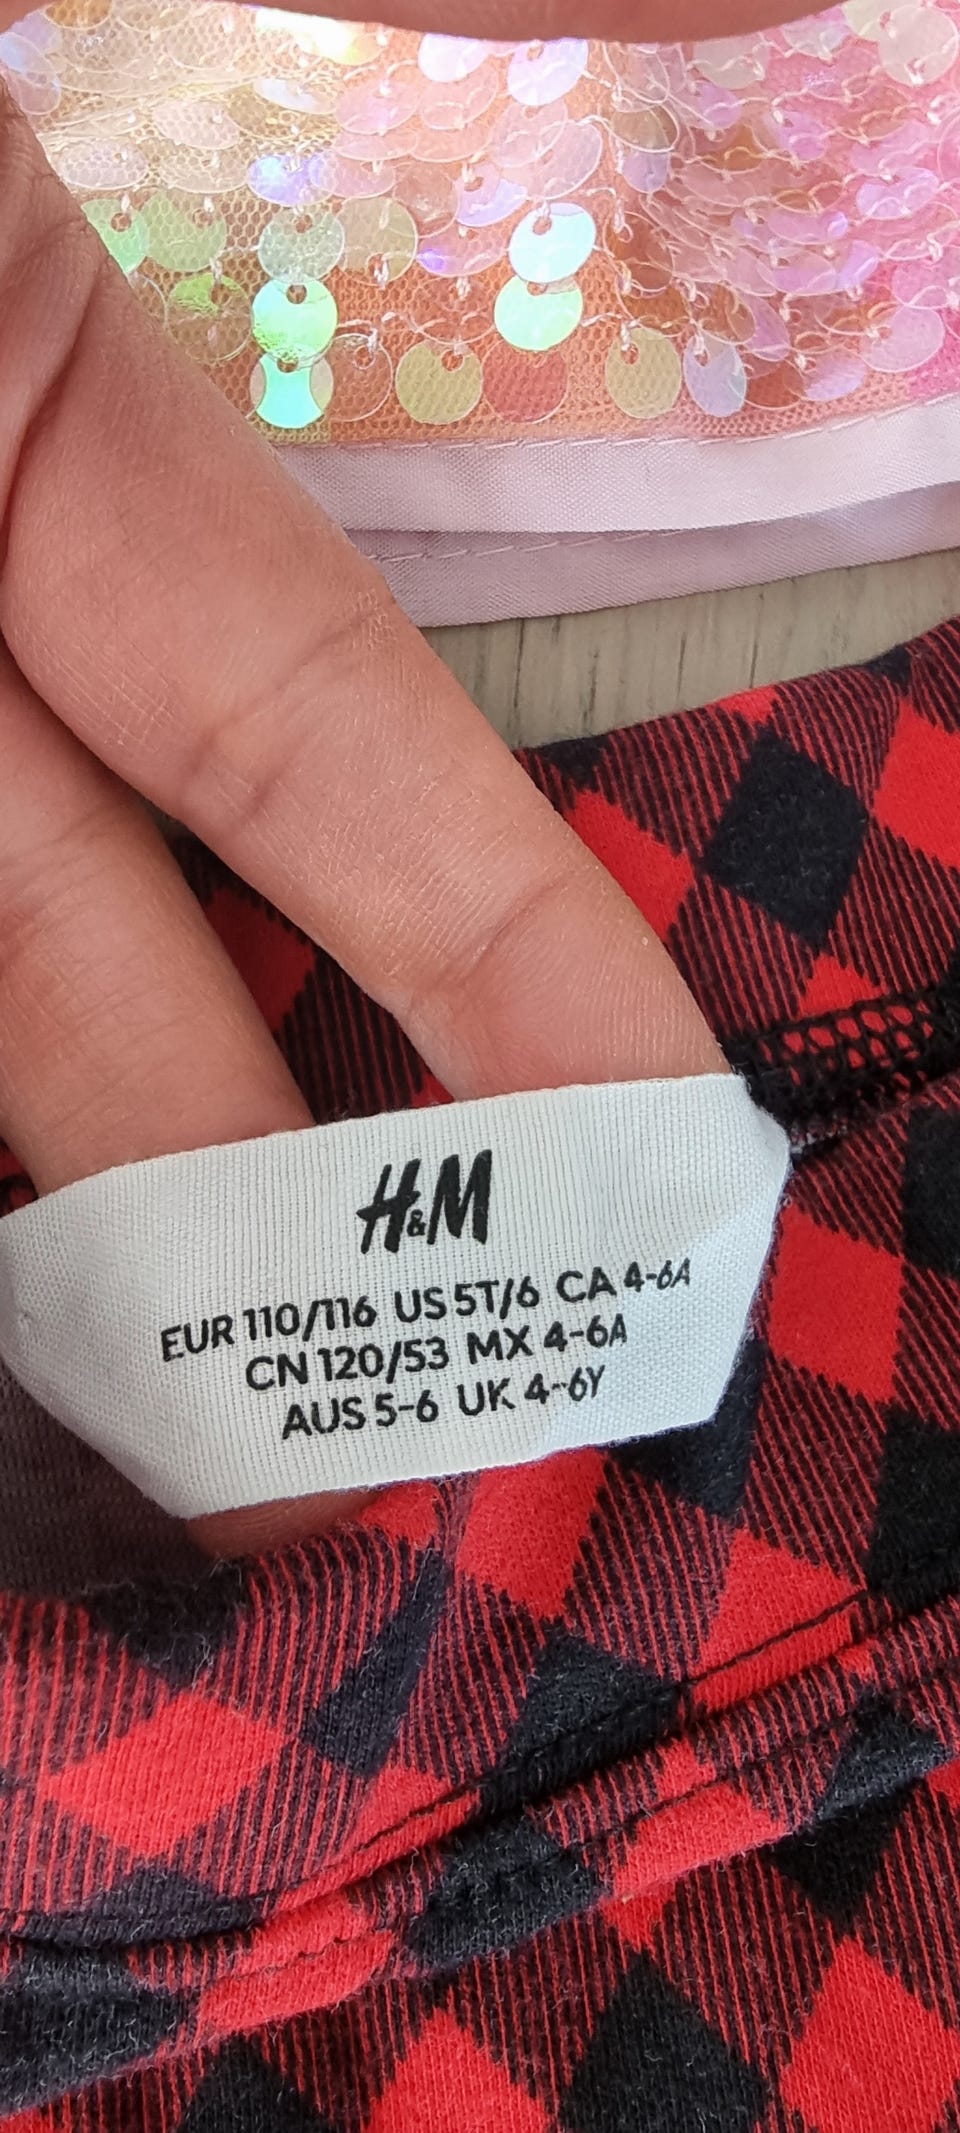 H&M
EUR 110/116 US 5T/6 CA 4-6A
CN 120/53 MX 4-6A
AUS 5-6 UK 4-6Y